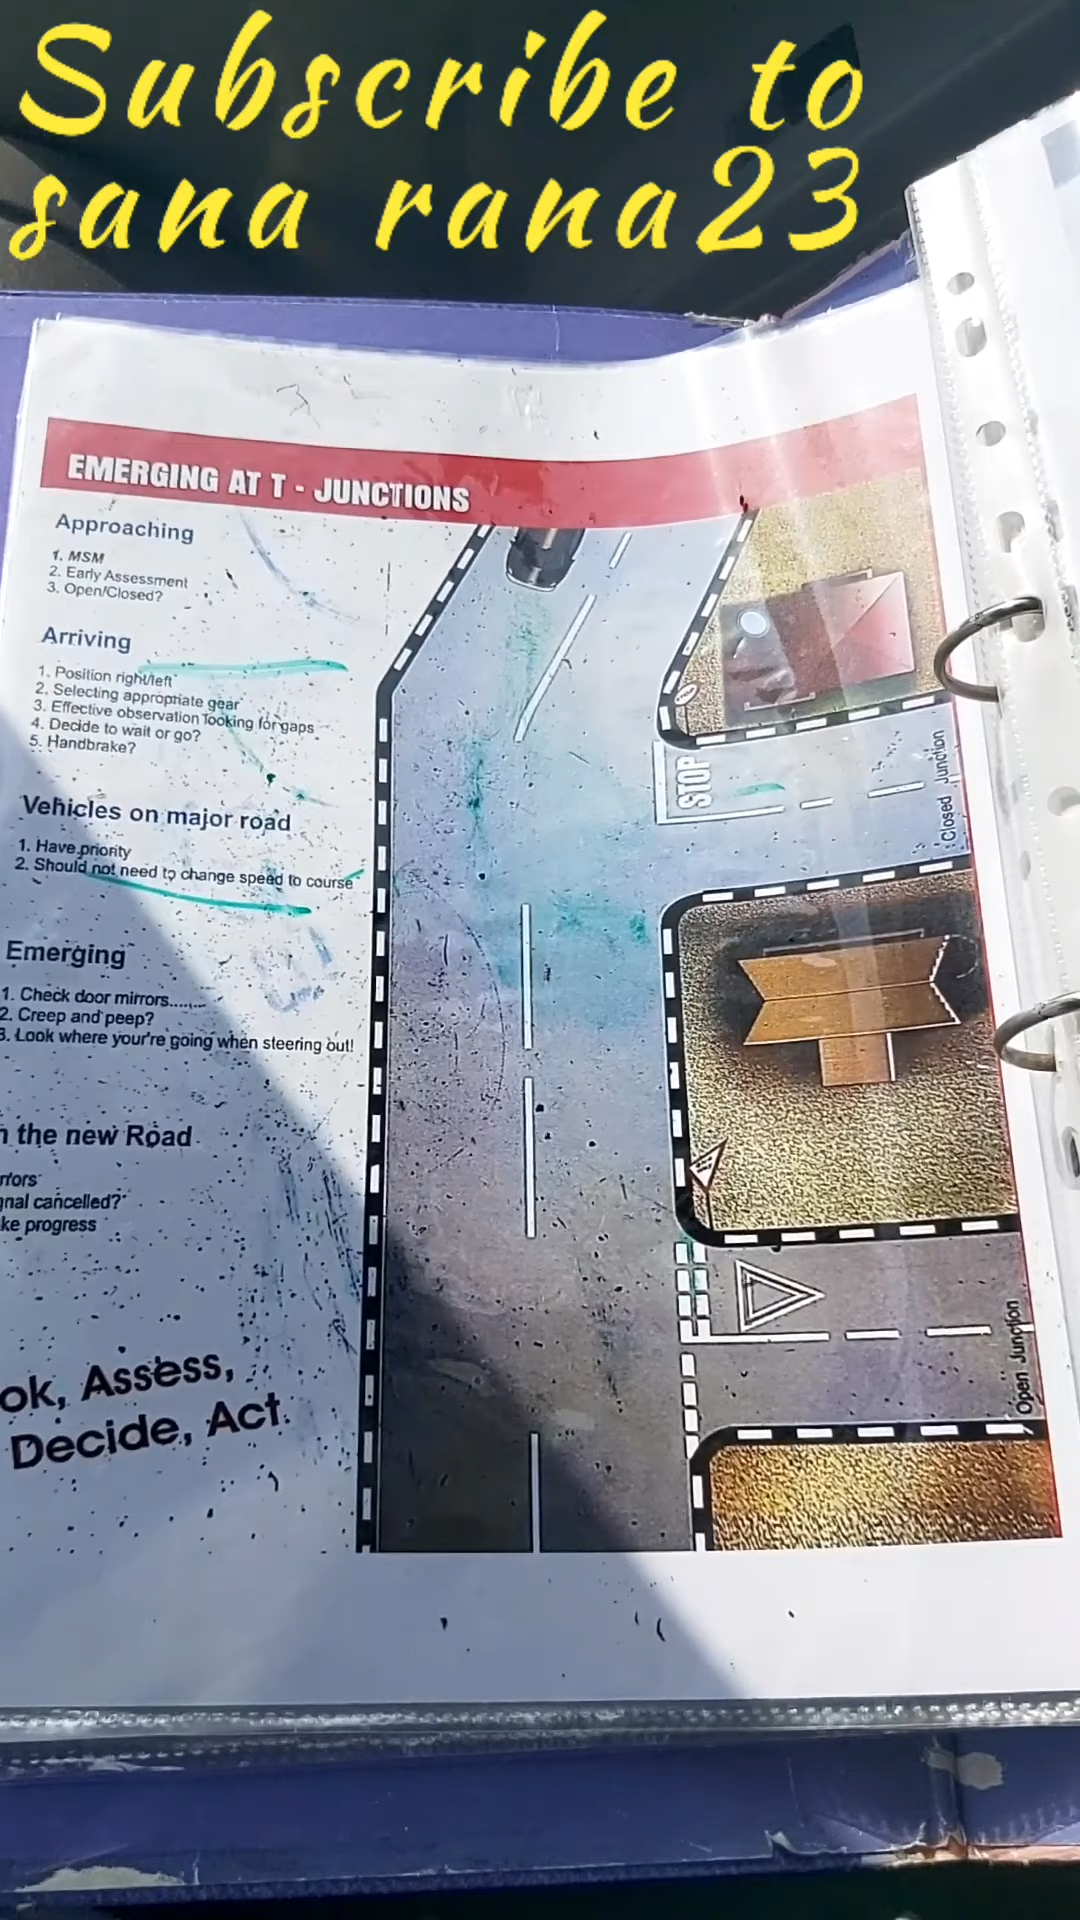 Subscribe to
sana rana23
EMERGING AT T - JUNCTIONS
Approaching
1. MSM
2. Early Assessment
3. Open/Closed?
Arriving
1. Position right/left
2. Selecting appropriate gear
3. Effective observation looking for gaps
4. Decide to wait or go?
5. Handbrake?
Vehicles on major road
1. Have priority
2. Should not need to change speed to course
Emerging
1. Check door mirrors.......
2. Creep and peep?
3. Look where your're going when steering out!
n the new Road
rrors
gnal cancelled?
ke progress
ok, Assess,
Decide, Act.
STOP
Closed Junction
Open Junction